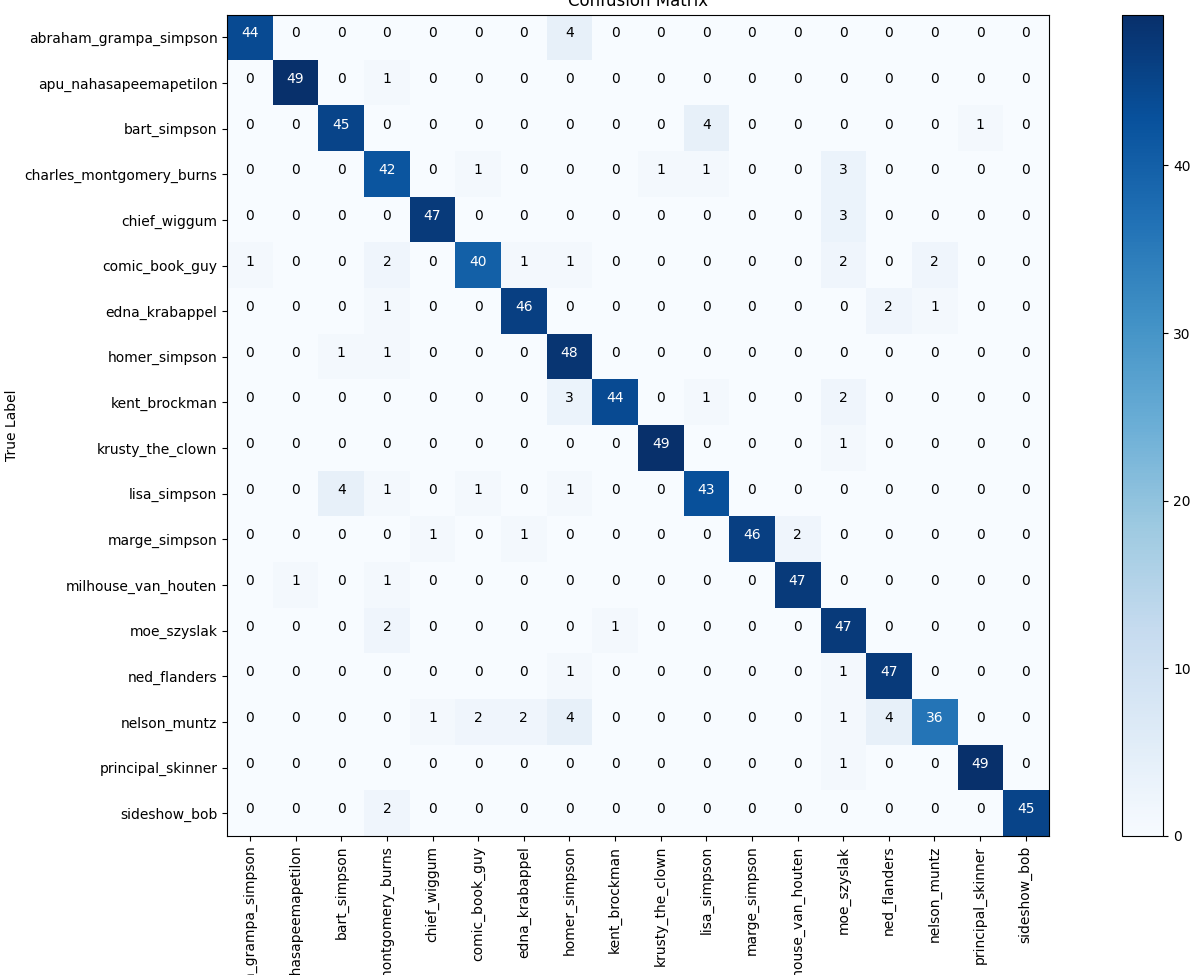 Confusion Matrix
True Label
abraham_grampa_simpson 44 0 0 0 0 0 0 4 0 0 0 0 0 0 0 0 0 0
apu_nahasapeemapetilon 0 49 0 1 0 0 0 0 0 0 0 0 0 0 0 0 0 0
bart_simpson 0 0 45 0 0 0 0 0 0 0 4 0 0 0 0 0 1 0
charles_montgomery_burns 0 0 0 42 0 1 0 0 0 1 1 0 0 3 0 0 0 0
chief_wiggum 0 0 0 0 47 0 0 0 0 0 0 0 0 3 0 0 0 0
comic_book_guy 1 0 0 2 0 40 1 1 0 0 0 0 0 2 0 2 0 0
edna_krabappel 0 0 0 1 0 0 46 0 0 0 0 0 0 0 2 1 0 0
homer_simpson 0 0 1 1 0 0 0 48 0 0 0 0 0 0 0 0 0 0
kent_brockman 0 0 0 0 0 0 0 3 44 0 1 0 0 2 0 0 0 0
krusty_the_clown 0 0 0 0 0 0 0 0 0 49 0 0 0 1 0 0 0 0
lisa_simpson 0 0 4 1 0 1 0 1 0 0 43 0 0 0 0 0 0 0
marge_simpson 0 0 0 0 1 0 1 0 0 0 0 46 2 0 0 0 0 0
milhouse_van_houten 0 1 0 1 0 0 0 0 0 0 0 0 47 0 0 0 0 0
moe_szyslak 0 0 0 2 0 0 0 0 1 0 0 0 0 47 0 0 0 0
ned_flanders 0 0 0 0 0 0 0 1 0 0 0 0 0 1 47 0 0 0
nelson_muntz 0 0 0 0 1 2 2 4 0 0 0 0 0 1 4 36 0 0
principal_skinner 0 0 0 0 0 0 0 0 0 0 0 0 0 1 0 0 49 0
sideshow_bob 0 0 0 2 0 0 0 0 0 0 0 0 0 0 0 0 0 45
_grampa_simpson
hasapeemapetilon
bart_simpson
montgomery_burns
chief_wiggum
comic_book_guy
edna_krabappel
homer_simpson
kent_brockman
krusty_the_clown
lisa_simpson
marge_simpson
house_van_houten
moe_szyslak
ned_flanders
nelson_muntz
principal_skinner
sideshow_bob
40
30
20
10
0